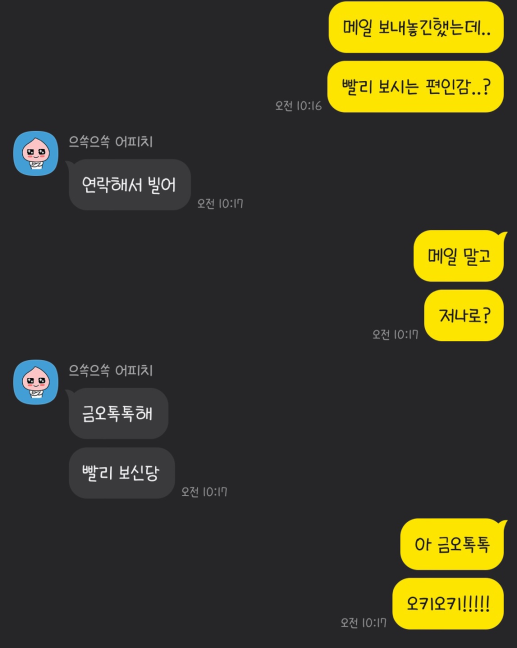 메일 보내놓긴했는데..
빨리 보시는 편인감..?
오전 10:16
으쓱으쓱 어피치
연락해서 빌어
오전 10:17
메일 말고
저나로?
오전 10:17
으쓱으쓱 어피치
금오톡톡해
빨리 보신당
오전 10:17
아 금오톡톡
오키오키!!!!!
오전 10:17